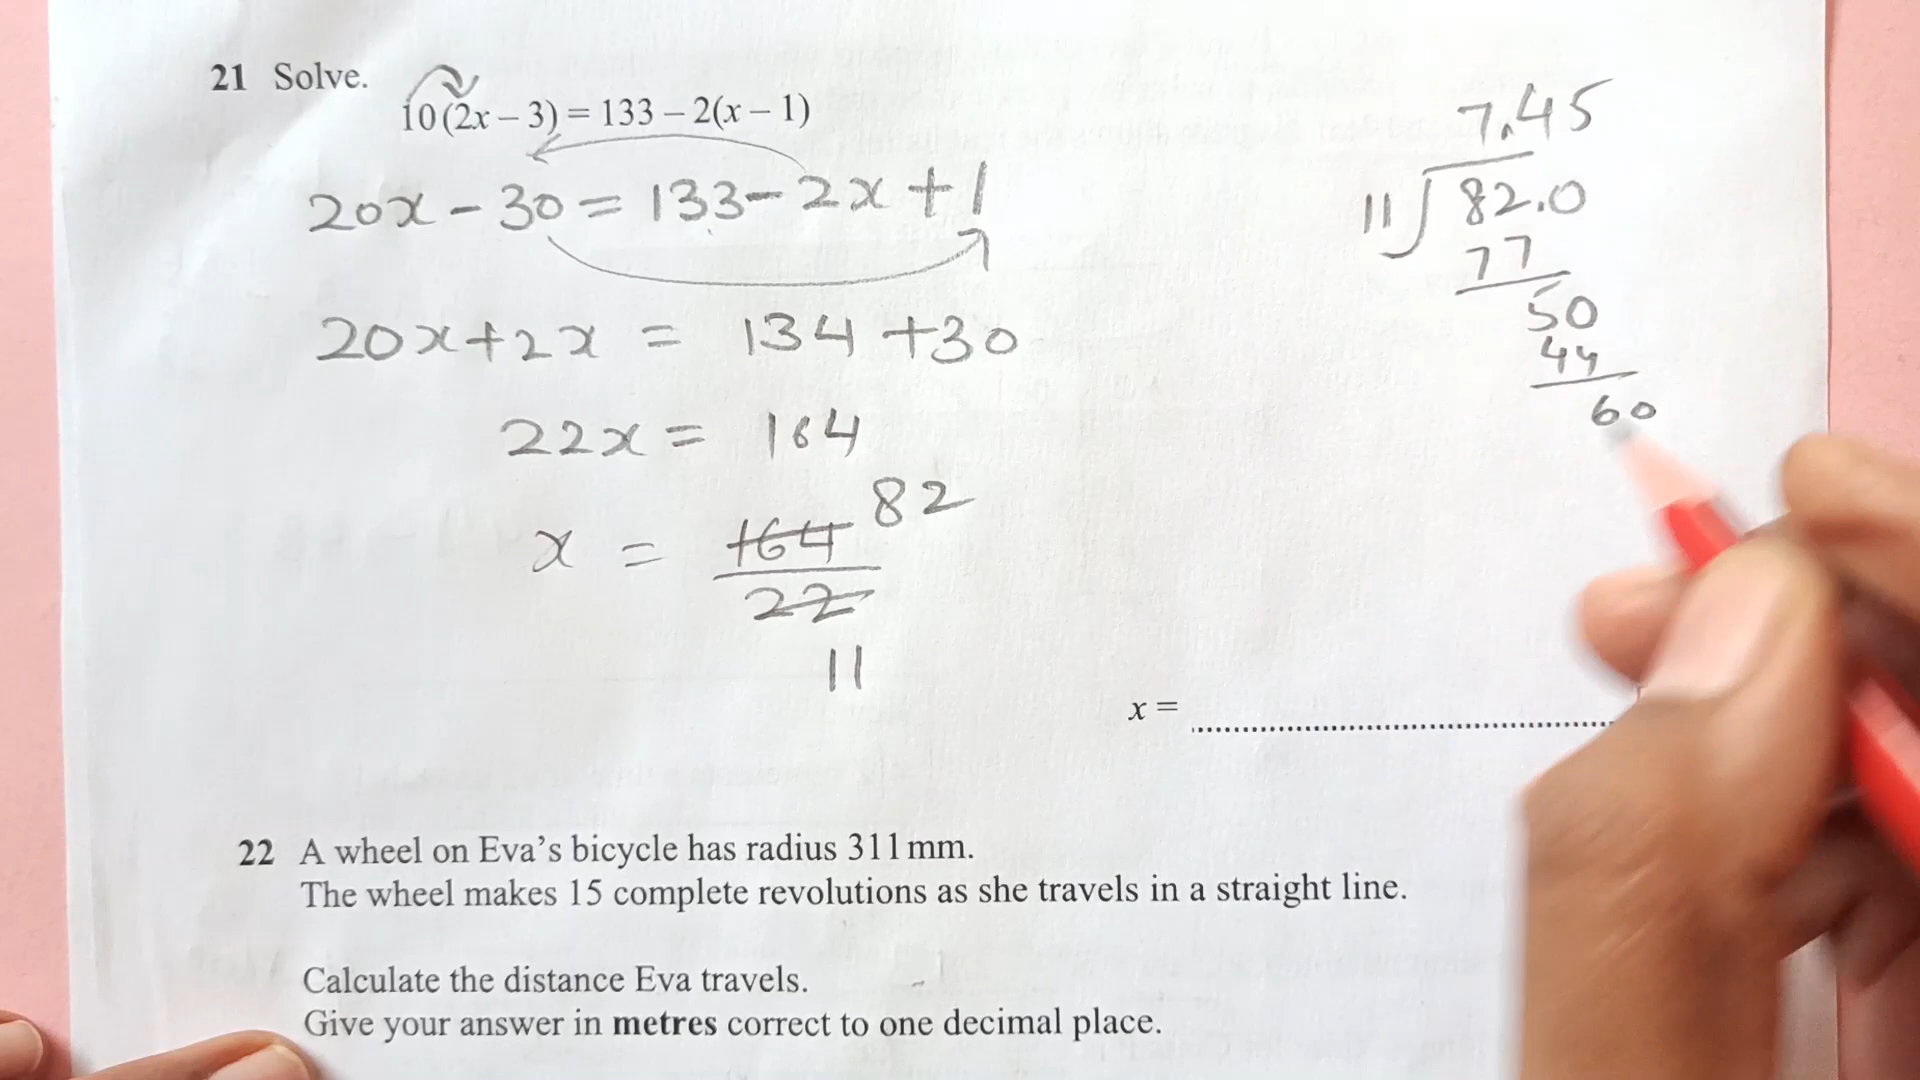 21 Solve.
10(2x – 3) = 133 – 2(x – 1)
20x - 30 = 133 - 2x + 1
20x + 2x = 134 + 30
22x = 164
x = 164/22 82
11
7.45
11 82.0
77
50
44
60
x =
22 A wheel on Eva's bicycle has radius 311 mm.
The wheel makes 15 complete revolutions as she travels in a straight line.
Calculate the distance Eva travels.
Give your answer in metres correct to one decimal place.